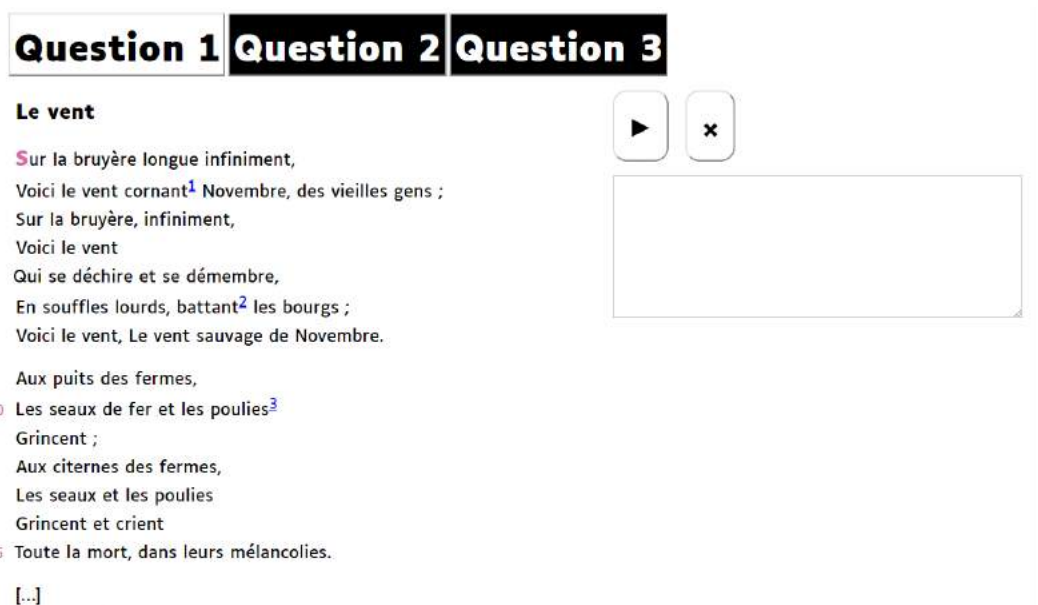 Question 1 Question 2 Question 3
Le vent
Sur la bruyère longue infiniment,
Voici le vent cornant1 Novembre, des vieilles gens ;
Sur la bruyère, infiniment,
Voici le vent
Qui se déchire et se démembre,
En souffles lourds, battant2 les bourgs ;
Voici le vent, Le vent sauvage de Novembre.
Aux puits des fermes,
Les seaux de fer et les poulies3
Grincent ;
Aux citernes des fermes,
Les seaux et les poulies
Grincent et crient
Toute la mort, dans leurs mélancolies.
[...]